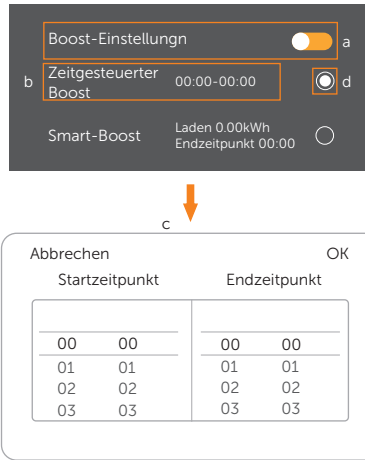 Boost-Einstellungn
a
b
Zeitgesteuerter
Boost
00:00-00:00
d
Smart-Boost
Laden 0.00kWh
Endzeitpunkt 00:00
c
Abbrechen OK
Startzeitpunkt Endzeitpunkt
00 00 00 00
01 01 01 01
02 02 02 02
03 03 03 03